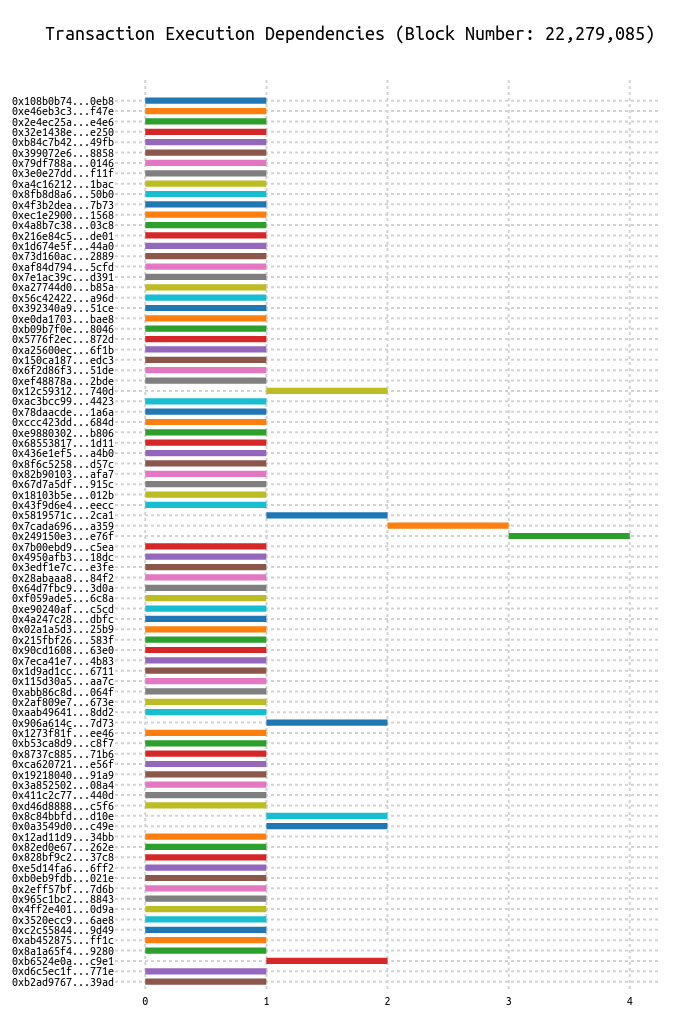 Transaction Execution Dependencies (Block Number: 22,279,085)
0x108b0b74...0eb8
0xe46eb3c3...f47e
0x2e4ec25a...e4e6
0x32e1438e...e250
0xb84c7b42...49fb
0x399072e6...8858
0x79df788a...0146
0x3e0e27dd...f11f
0xa4c16212...1bac
0x8fb8d8a6...50b0
0x4f3b2dea...7b73
0xec1e2900...1568
0x4a8b7c38...03c8
0x216e84c5...de01
0x1d674e5f...44a0
0x73d160ac...2889
0xaf84d794...5cfd
0x7e1ac39c...d391
0xa27744d0...b85a
0x56c42422...a96d
0x392340a9...51ce
0xe0da1703...bae8
0xb09b7f0e...8046
0x5776f2ec...872d
0xa25600ec...6f1b
0x150ca187...edc3
0x6f2d86f3...51de
0xef48878a...2bde
0x12c59312...740d
0xac3bcc99...4423
0x78daacde...1a6a
0xccc423dd...684d
0xe9880302...b806
0x68553817...1d11
0x436e1ef5...a4b0
0x8f6c5258...d57c
0x82b90103...afa7
0x67d7a5df...915c
0x18103b5e...012b
0x43f9d6e4...eecc
0x5819571c...2ca1
0x7cada696...a359
0x249150e3...e76f
0x7b00ebd9...c5ea
0x4950afb3...18dc
0x3edf1e7c...e3fe
0x28abaaa8...84f2
0x64d7fbc9...3d0a
0xf059ade5...6c8a
0xe90240af...c5cd
0x4a247c28...dbfc
0x02a1a5d3...25b9
0x215fbf26...583f
0x90cd1608...63e0
0x7eca41e7...4b83
0x1d9ad1cc...6711
0x115d30a5...aa7c
0xabb86c8d...064f
0x2af809e7...673e
0xaab49641...8dd2
0x906a614c...7d73
0x1273f81f...ee46
0xb53ca8d9...c8f7
0x8737c885...71b6
0xca620721...e56f
0x19218040...91a9
0x3a852502...08a4
0x411c2c77...440d
0xd46d8888...c5f6
0x8c84bbfd...d10e
0x0a3549d0...c49e
0x12ad11d9...34bb
0x82ed0e67...262e
0x828bf9c2...37c8
0xe5d14fa6...6ff2
0xb0eb9fdb...021e
0x2eff57bf...7d6b
0x965c1bc2...8843
0x4ff2e401...0d9a
0x3520ecc9...6ae8
0xc2c55844...9d49
0xab452875...ff1c
0x8a1a65f4...9280
0xb6524e0a...c9e1
0xd6c5ec1f...771e
0xb2ad9767...39ad
0 1 2 3 4